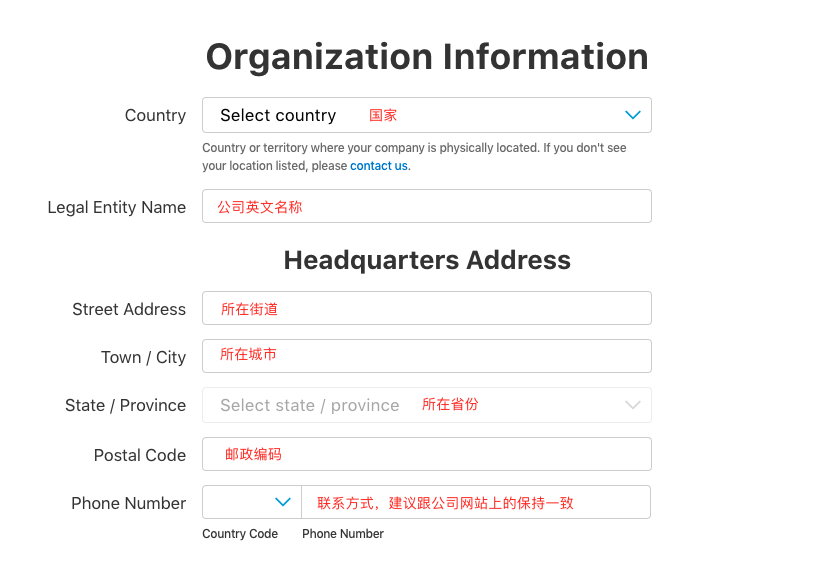 Organization Information
Country
Select country 国家
Country or territory where your company is physically located. If you don't see
your location listed, please contact us.
Legal Entity Name
公司英文名称
Headquarters Address
Street Address
所在街道
Town / City
所在城市
State / Province
Select state / province 所在省份
Postal Code
邮政编码
Phone Number
联系方式，建议跟公司网站上的保持一致
Country Code
Phone Number